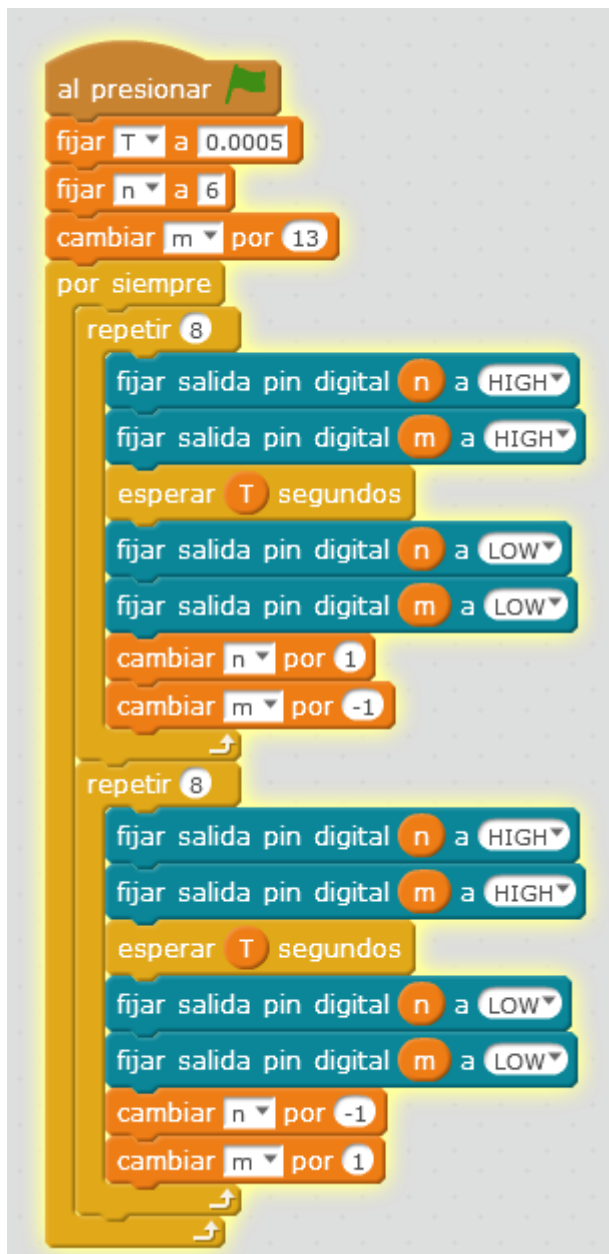 al presionar
fijar T a 0.0005
fijar n a 6
cambiar m por 13
por siempre
repetir 8
fijar salida pin digital n a HIGH
fijar salida pin digital m a HIGH
esperar T segundos
fijar salida pin digital n a LOW
fijar salida pin digital m a LOW
cambiar n por 1
cambiar m por -1
repetir 8
fijar salida pin digital n a HIGH
fijar salida pin digital m a HIGH
esperar T segundos
fijar salida pin digital n a LOW
fijar salida pin digital m a LOW
cambiar n por -1
cambiar m por 1